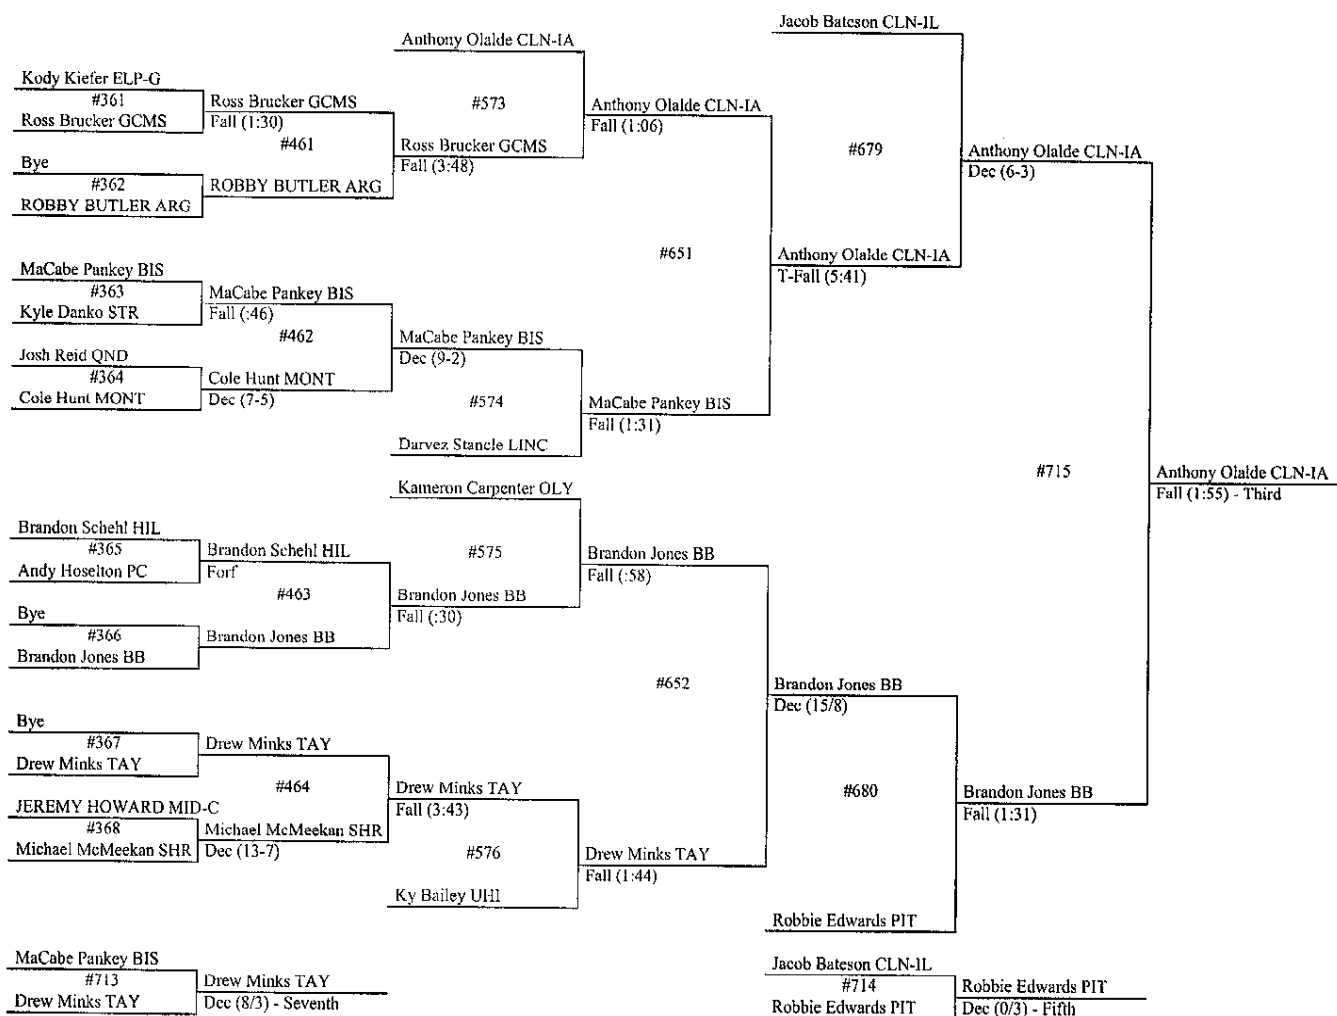 Jacob Bateson CLN-IL
Anthony Olalde CLN-IA
Kody Kiefer ELP-G
#361
Ross Brucker GCMS
Ross Brucker GCMS
Fall (1:30)
#573
Anthony Olalde CLN-IA
Fall (1:06)
#461
Ross Brucker GCMS
Fall (3:48)
#679
Anthony Olalde CLN-IA
Dec (6-3)
Bye
#362
ROBBY BUTLER ARG
ROBBY BUTLER ARG
#651
Anthony Olalde CLN-IA
T-Fall (5:41)
MaCabe Pankey BIS
#363
Kyle Danko STR
MaCabe Pankey BIS
Fall (:46)
#462
MaCabe Pankey BIS
Dec (9-2)
Josh Reid QND
#364
Cole Hunt MONT
Cole Hunt MONT
Dec (7-5)
#574
MaCabe Pankey BIS
Fall (1:31)
Darvez Stancle LINC
#715
Anthony Olalde CLN-IA
Fall (1:55) - Third
Kameron Carpenter OLY
Brandon Schehl HIL
#365
Andy Hoselton PC
Brandon Schehl HIL
Forf
#575
Brandon Jones BB
Fall (:58)
#463
Brandon Jones BB
Fall (:30)
Bye
#366
Brandon Jones BB
Brandon Jones BB
#652
Brandon Jones BB
Dec (15/8)
Bye
#367
Drew Minks TAY
Drew Minks TAY
#464
Drew Minks TAY
Fall (3:43)
#680
Brandon Jones BB
Fall (1:31)
JEREMY HOWARD MID-C
#368
Michael McMeekan SHR
Michael McMeekan SHR
Dec (13-7)
#576
Drew Minks TAY
Fall (1:44)
Ky Bailey UHI
Robbie Edwards PIT
MaCabe Pankey BIS
#713
Drew Minks TAY
Drew Minks TAY
Dec (8/3) - Seventh
Jacob Bateson CLN-IL
#714
Robbie Edwards PIT
Robbie Edwards PIT
Dec (0/3) - Fifth